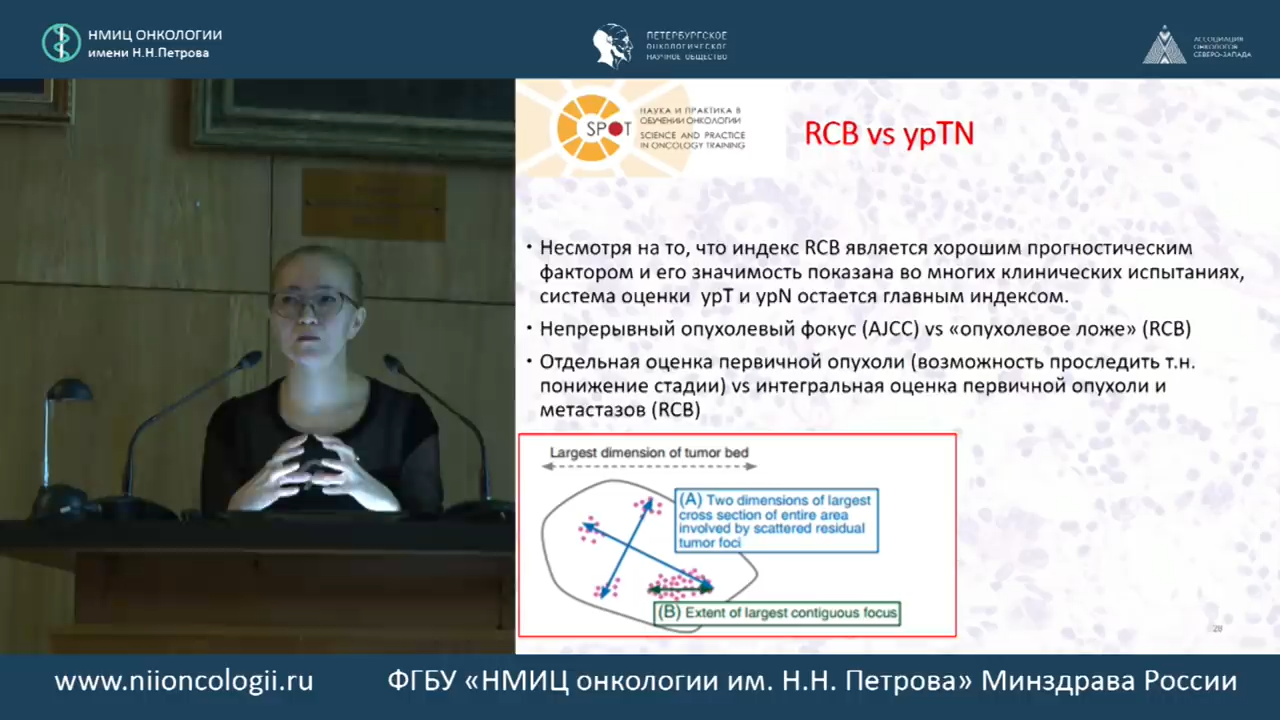 НМИЦ ОНКОЛОГИИ
имени Н.Н.Петрова
ПЕТЕРБУРГСКОЕ
ОНКОЛОГИЧЕСКОЕ
НАУЧНОЕ ОБЩЕСТВО
АССОЦИАЦИЯ
ОНКОЛОГОВ
СЕВЕРО-ЗАПАДА
SPOT
НАУКА И ПРАКТИКА В
ОБУЧЕНИИ ОНКОЛОГИИ
SCIENCE AND PRACTICE
IN ONCOLOGY TRAINING
RCB vs ypTN
• Несмотря на то, что индекс RCB является хорошим прогностическим
фактором и его значимость показана во многих клинических испытаниях,
система оценки ypT и ypN остается главным индексом.
• Непрерывный опухолевый фокус (AJCC) vs «опухолевое ложе» (RCB)
• Отдельная оценка первичной опухоли (возможность проследить т.н.
понижение стадии) vs интегральная оценка первичной опухоли и
метастазов (RCB)
Largest dimension of tumor bed
(A) Two dimensions of largest
cross section of entire area
involved by scattered residual
tumor foci
(B) Extent of largest contiguous focus
28
www.niioncologii.ru
ФГБУ «НМИЦ онкологии им. Н.Н. Петрова» Минздрава России